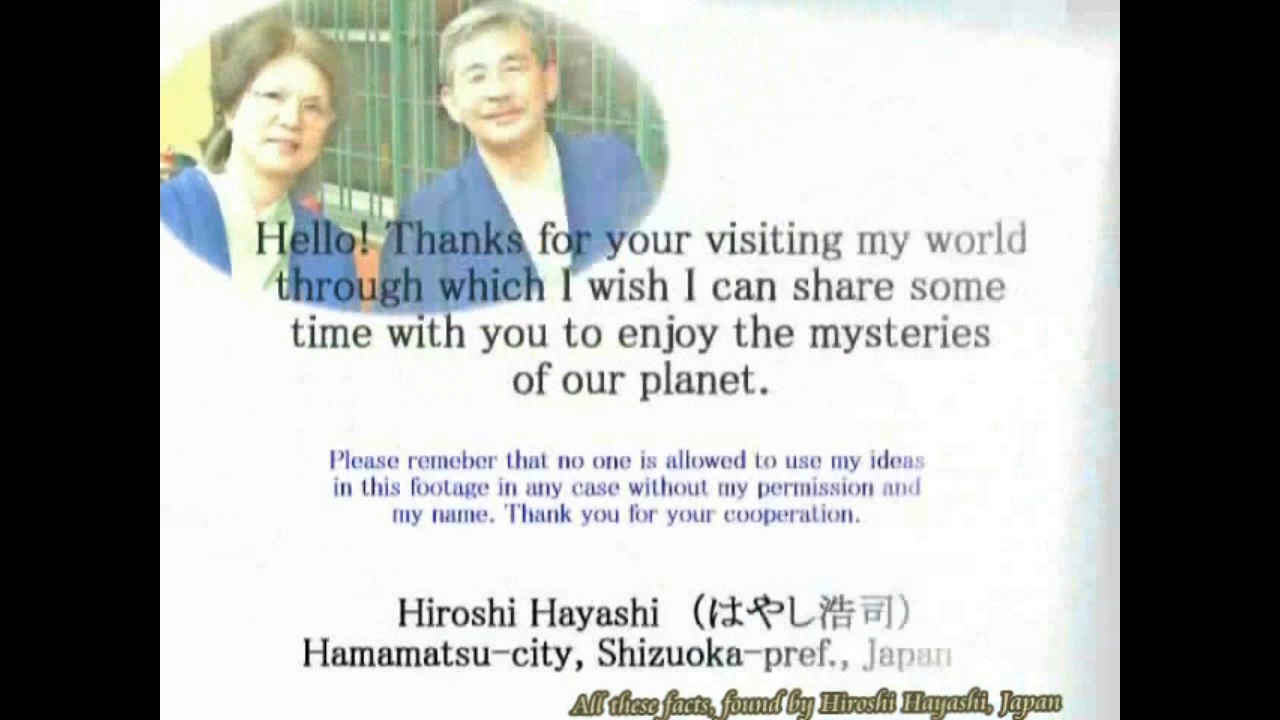 Hello! Thanks for your visiting my world
through which I wish I can share some
time with you to enjoy the mysteries
of our planet.
Please remeber that no one is allowed to use my ideas
in this footage in any case without my permission and
my name. Thank you for your cooperation.
Hiroshi Hayashi （はやし浩司）
Hamamatsu-city, Shizuoka-pref., Japan
All these facts, found by Hiroshi Hayashi, Japan